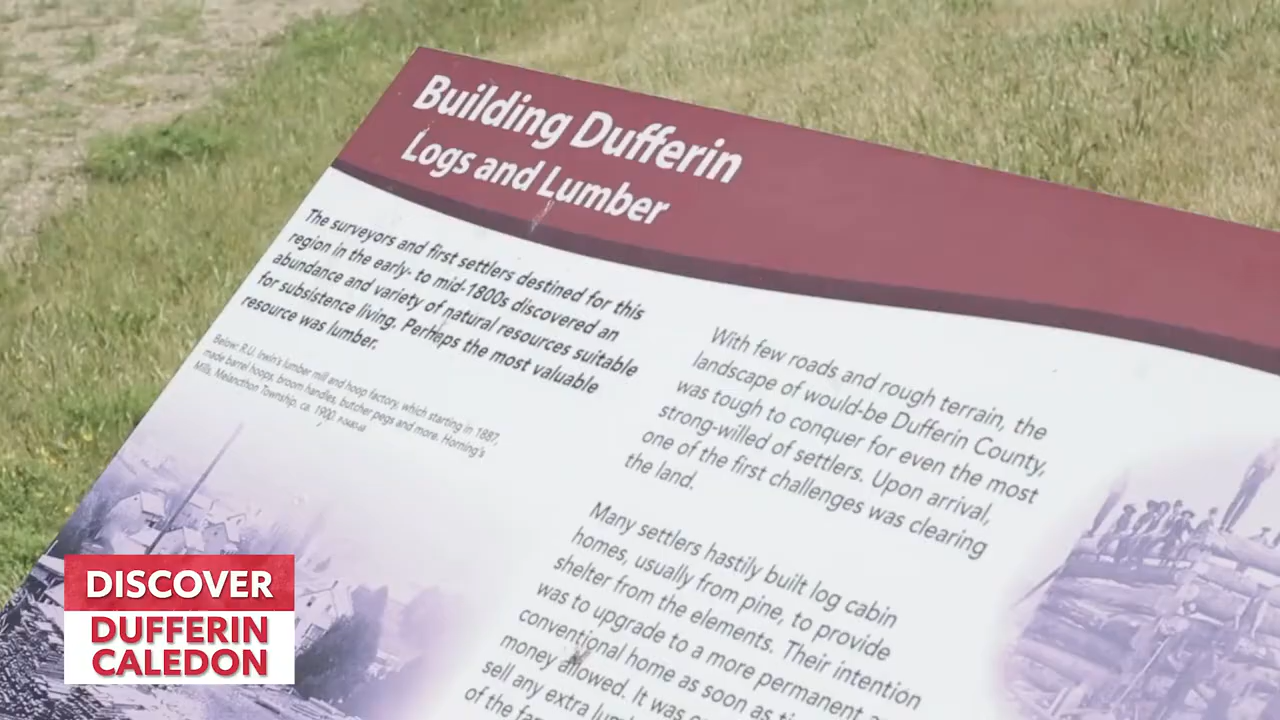 Building Dufferin
Logs and Lumber
The surveyors and first settlers destined for this
region in the early- to mid-1800s discovered an
abundance and variety of natural resources suitable
for subsistence living. Perhaps the most valuable
resource was lumber.
Below: R.U. Irwin's lumber mill and hoop factory, which starting in 1887,
made barrel hoops, broom handles, butcher pegs and more. Horning's
Mills, Melancthon Township, ca. 1900.
With few roads and rough terrain, the
landscape of would-be Dufferin County,
was tough to conquer for even the most
strong-willed of settlers. Upon arrival,
one of the first challenges was clearing
the land.
Many settlers hastily built log cabin
homes, usually from pine, to provide
shelter from the elements. Their intention
was to upgrade to a more permanent
conventional home as soon as
money allowed. It was
sell any extra
of the
DISCOVER
DUFFERIN
CALEDON